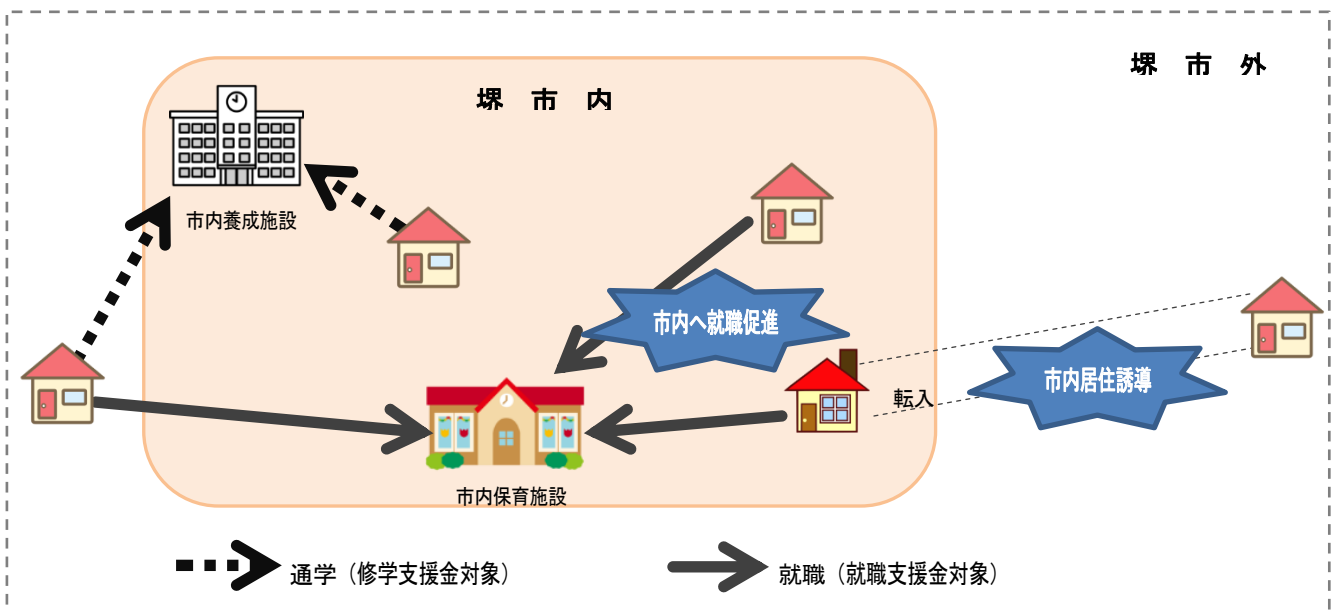 堺市外
堺市内
市内養成施設
市内へ就職促進
市内居住誘導
転入
市内保育施設
通学（修学支援金対象）
就職（就職支援金対象）